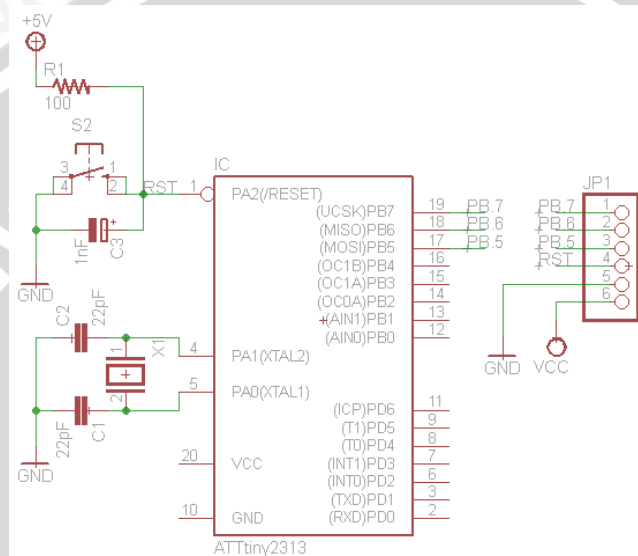 +5V
R1
100
S2
3
1
4
2
RST
1nF
C3
GND
C2
22pF
1
X1
2
22pF
C1
GND
IC
1
PA2(/RESET)
4
PA1(XTAL2)
5
PA0(XTAL1)
20
VCC
10
GND
(UCSK)PB7
19
PB.7
(MISO)PB6
18
PB.6
(MOSI)PB5
17
PB.5
(OC1B)PB4
16
(OC1A)PB3
15
(OC0A)PB2
14
(AIN1)PB1
13
(AIN0)PB0
12
(ICP)PD6
11
(T1)PD5
9
(T0)PD4
8
(INT1)PD3
7
(INT0)PD2
6
(TXD)PD1
3
(RXD)PD0
2
ATTtiny2313
JP1
PB.7
1
PB.6
2
PB.5
3
RST
4
5
6
GND
VCC